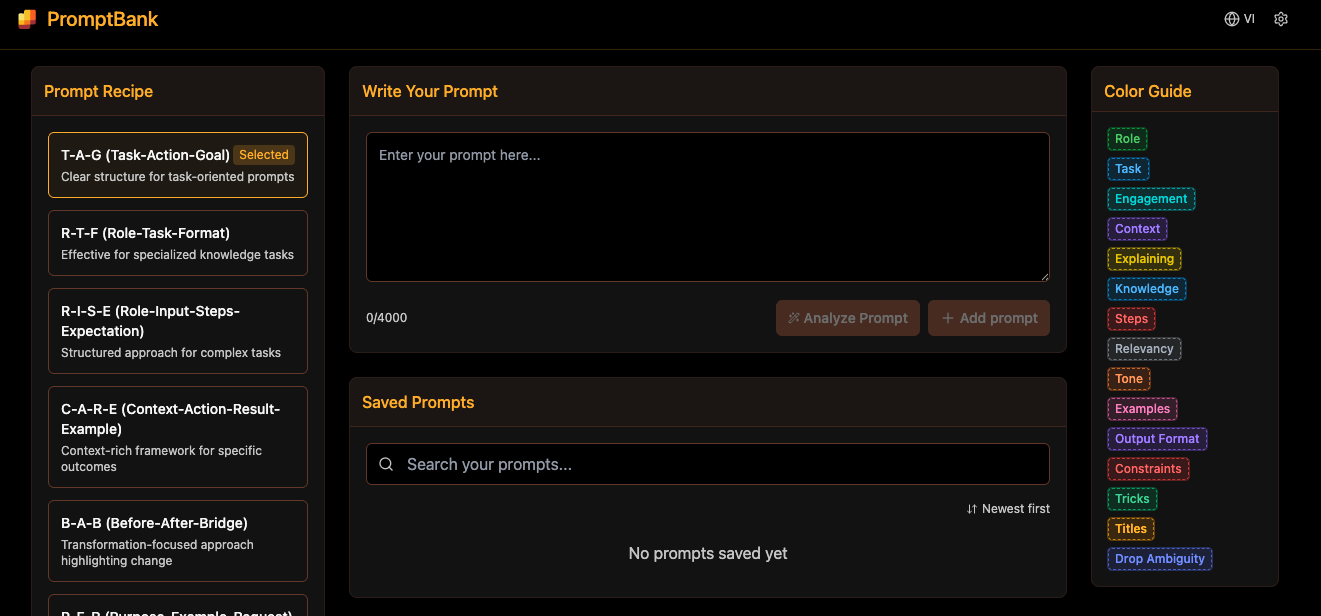 PromptBank
VI
Prompt Recipe
T-A-G (Task-Action-Goal)
Selected
Clear structure for task-oriented prompts
R-T-F (Role-Task-Format)
Effective for specialized knowledge tasks
R-I-S-E (Role-Input-Steps-
Expectation)
Structured approach for complex tasks
C-A-R-E (Context-Action-Result-
Example)
Context-rich framework for specific
outcomes
B-A-B (Before-After-Bridge)
Transformation-focused approach
highlighting change
Write Your Prompt
Enter your prompt here...
0/4000
Analyze Prompt
Add prompt
Saved Prompts
Search your prompts...
Newest first
No prompts saved yet
Color Guide
Role
Task
Engagement
Context
Explaining
Knowledge
Steps
Relevancy
Tone
Examples
Output Format
Constraints
Tricks
Titles
Drop Ambiguity